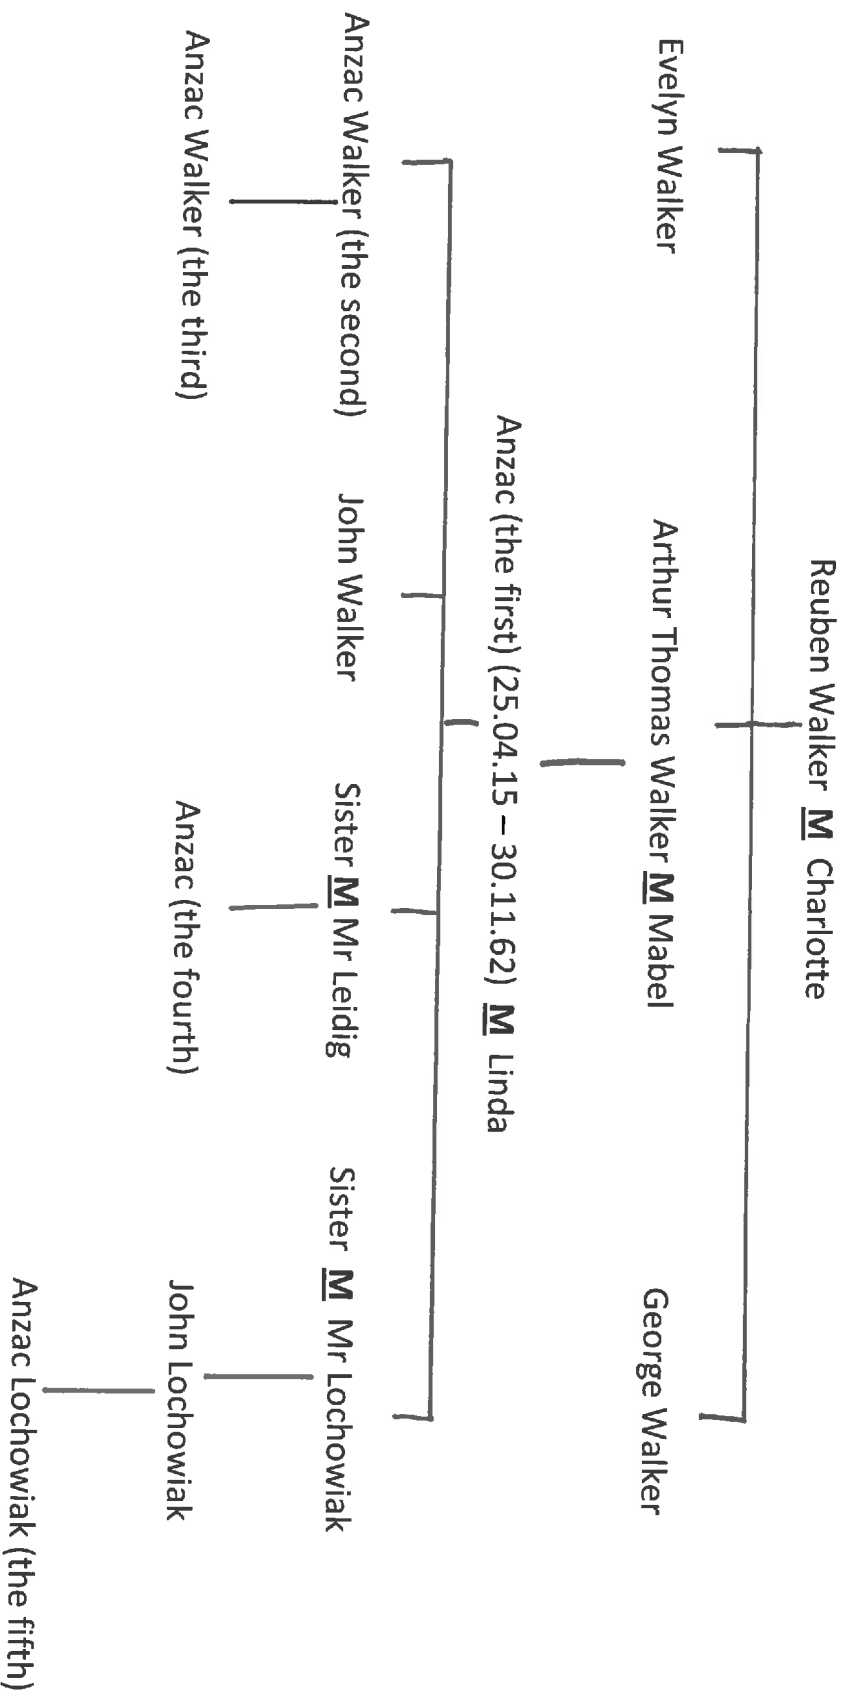 Reuben Walker M Charlotte
Evelyn Walker
Arthur Thomas Walker M Mabel
George Walker
Anzac (the first) (25.04.15 – 30.11.62) M Linda
Anzac Walker (the second)
John Walker
Sister M Mr Leidig
Sister M Mr Lochowiak
Anzac Walker (the third)
Anzac (the fourth)
John Lochowiak
Anzac Lochowiak (the fifth)